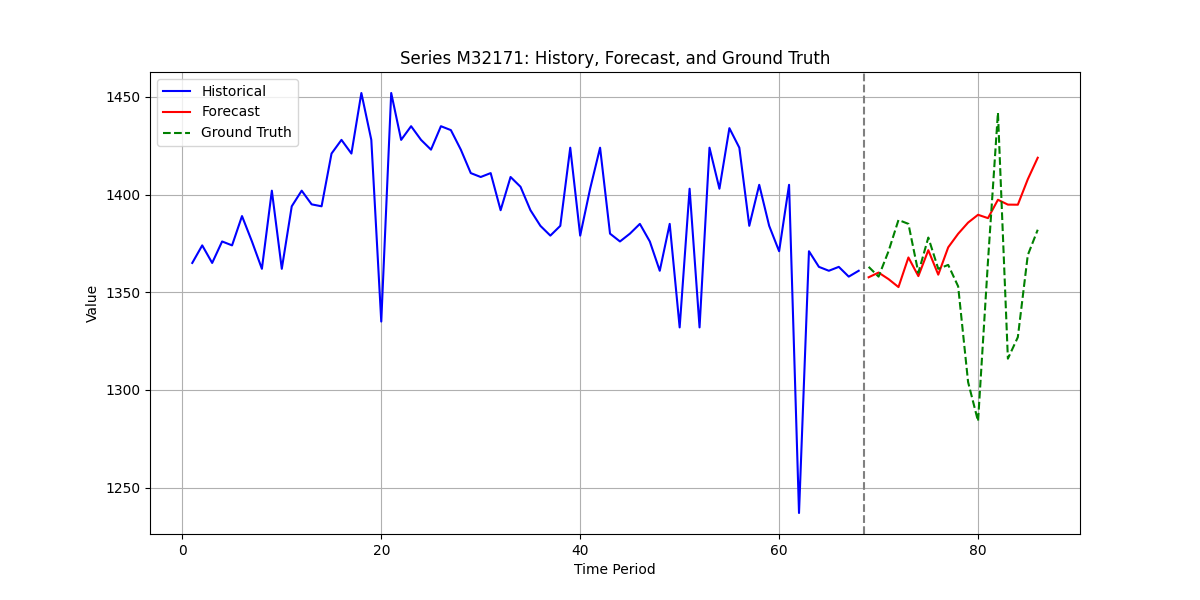 Series M32171: History, Forecast, and Ground Truth
Historical
Forecast
Ground Truth
Value
1450
1400
1350
1300
1250
0 20 40 60 80
Time Period